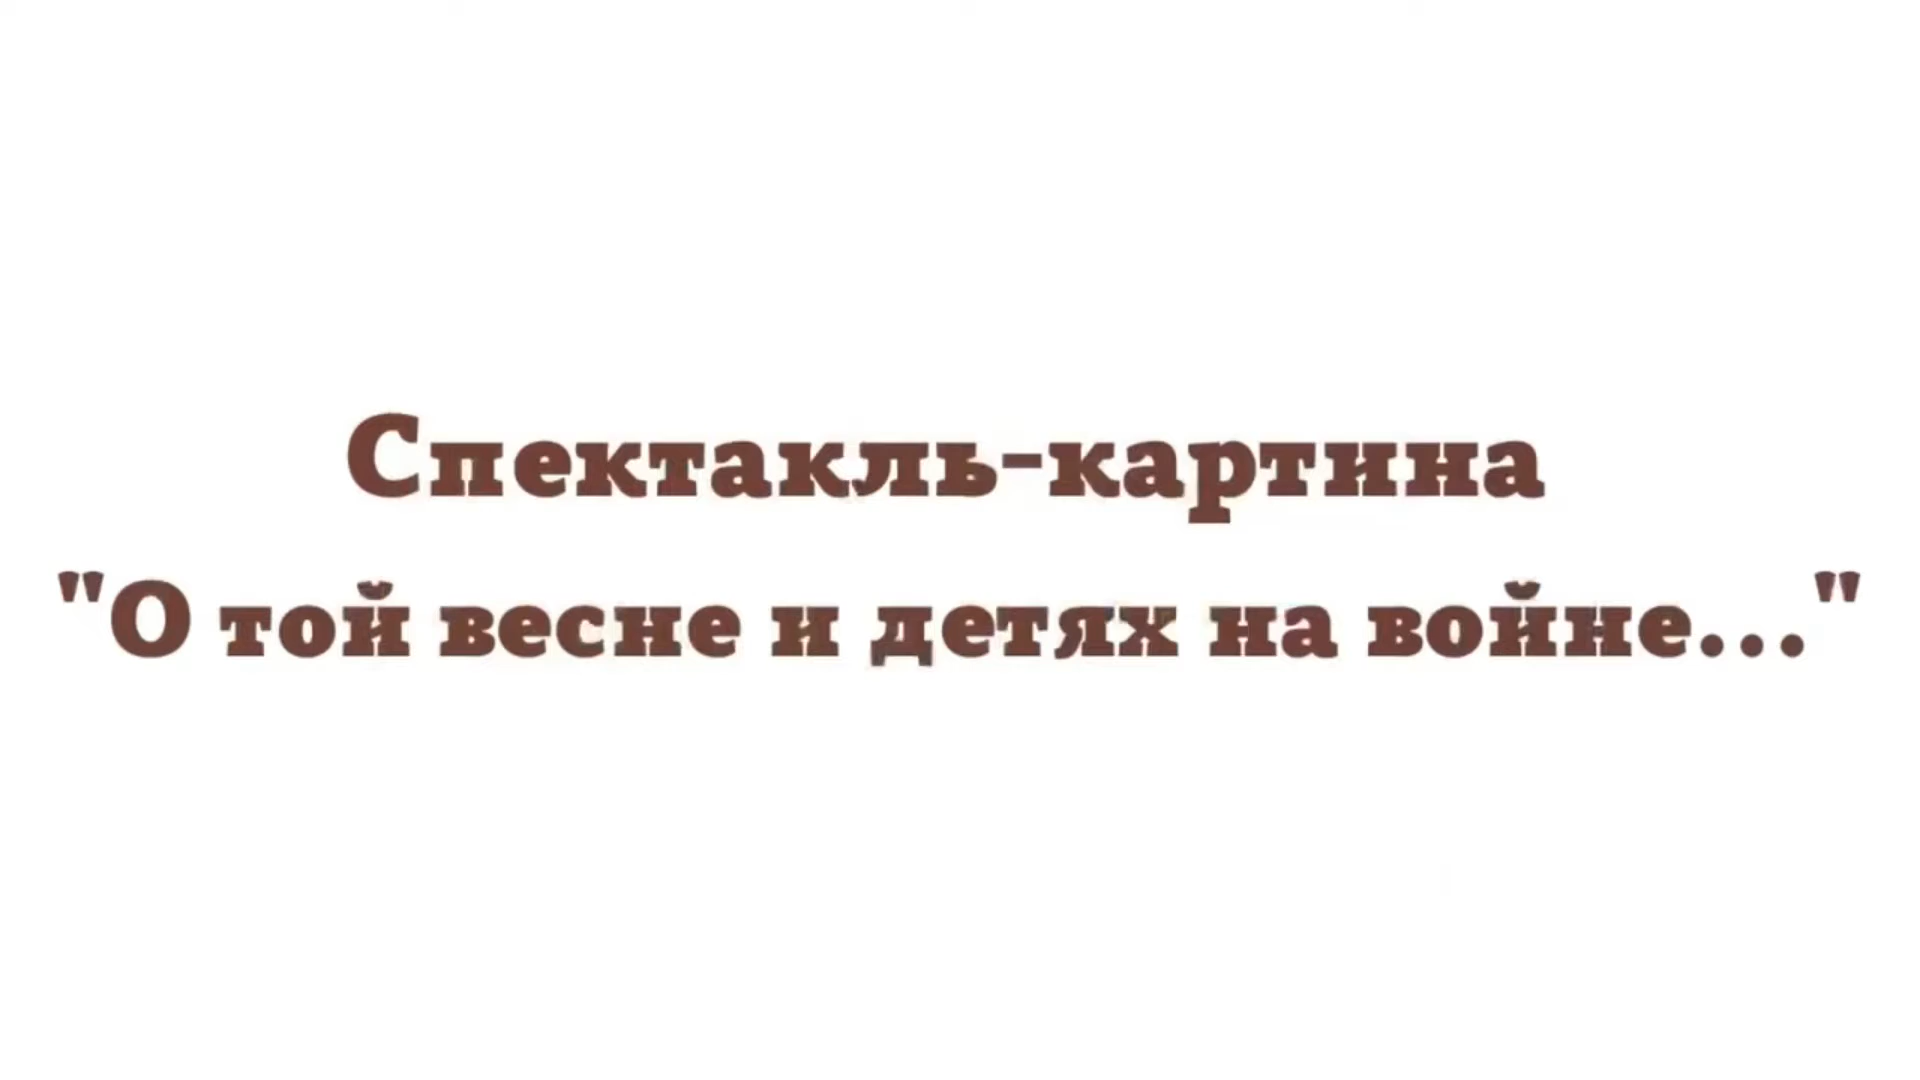 Спектакль-картина
"О той весне и детях на войне..."